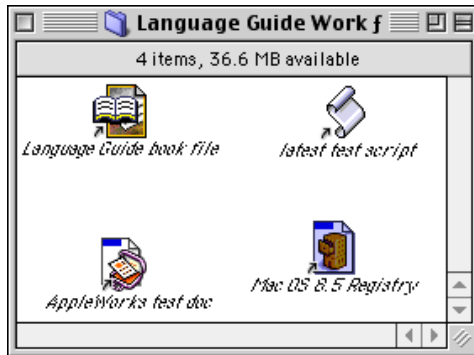 Language Guide Work ƒ
4 items, 36.6 MB available
Language Guide book file
latest test script
AppleWorks test doc
Mac OS 8.5 Registry